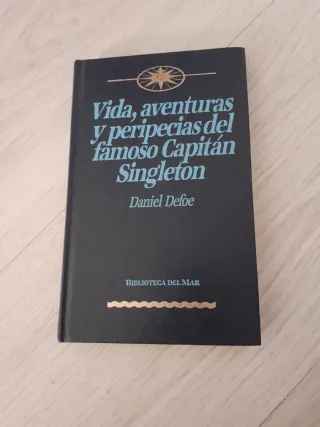 Vida, aventuras
y peripecias del
famoso Capitán
Singleton
Daniel Defoe
BIBLIOTECA DEL MAR